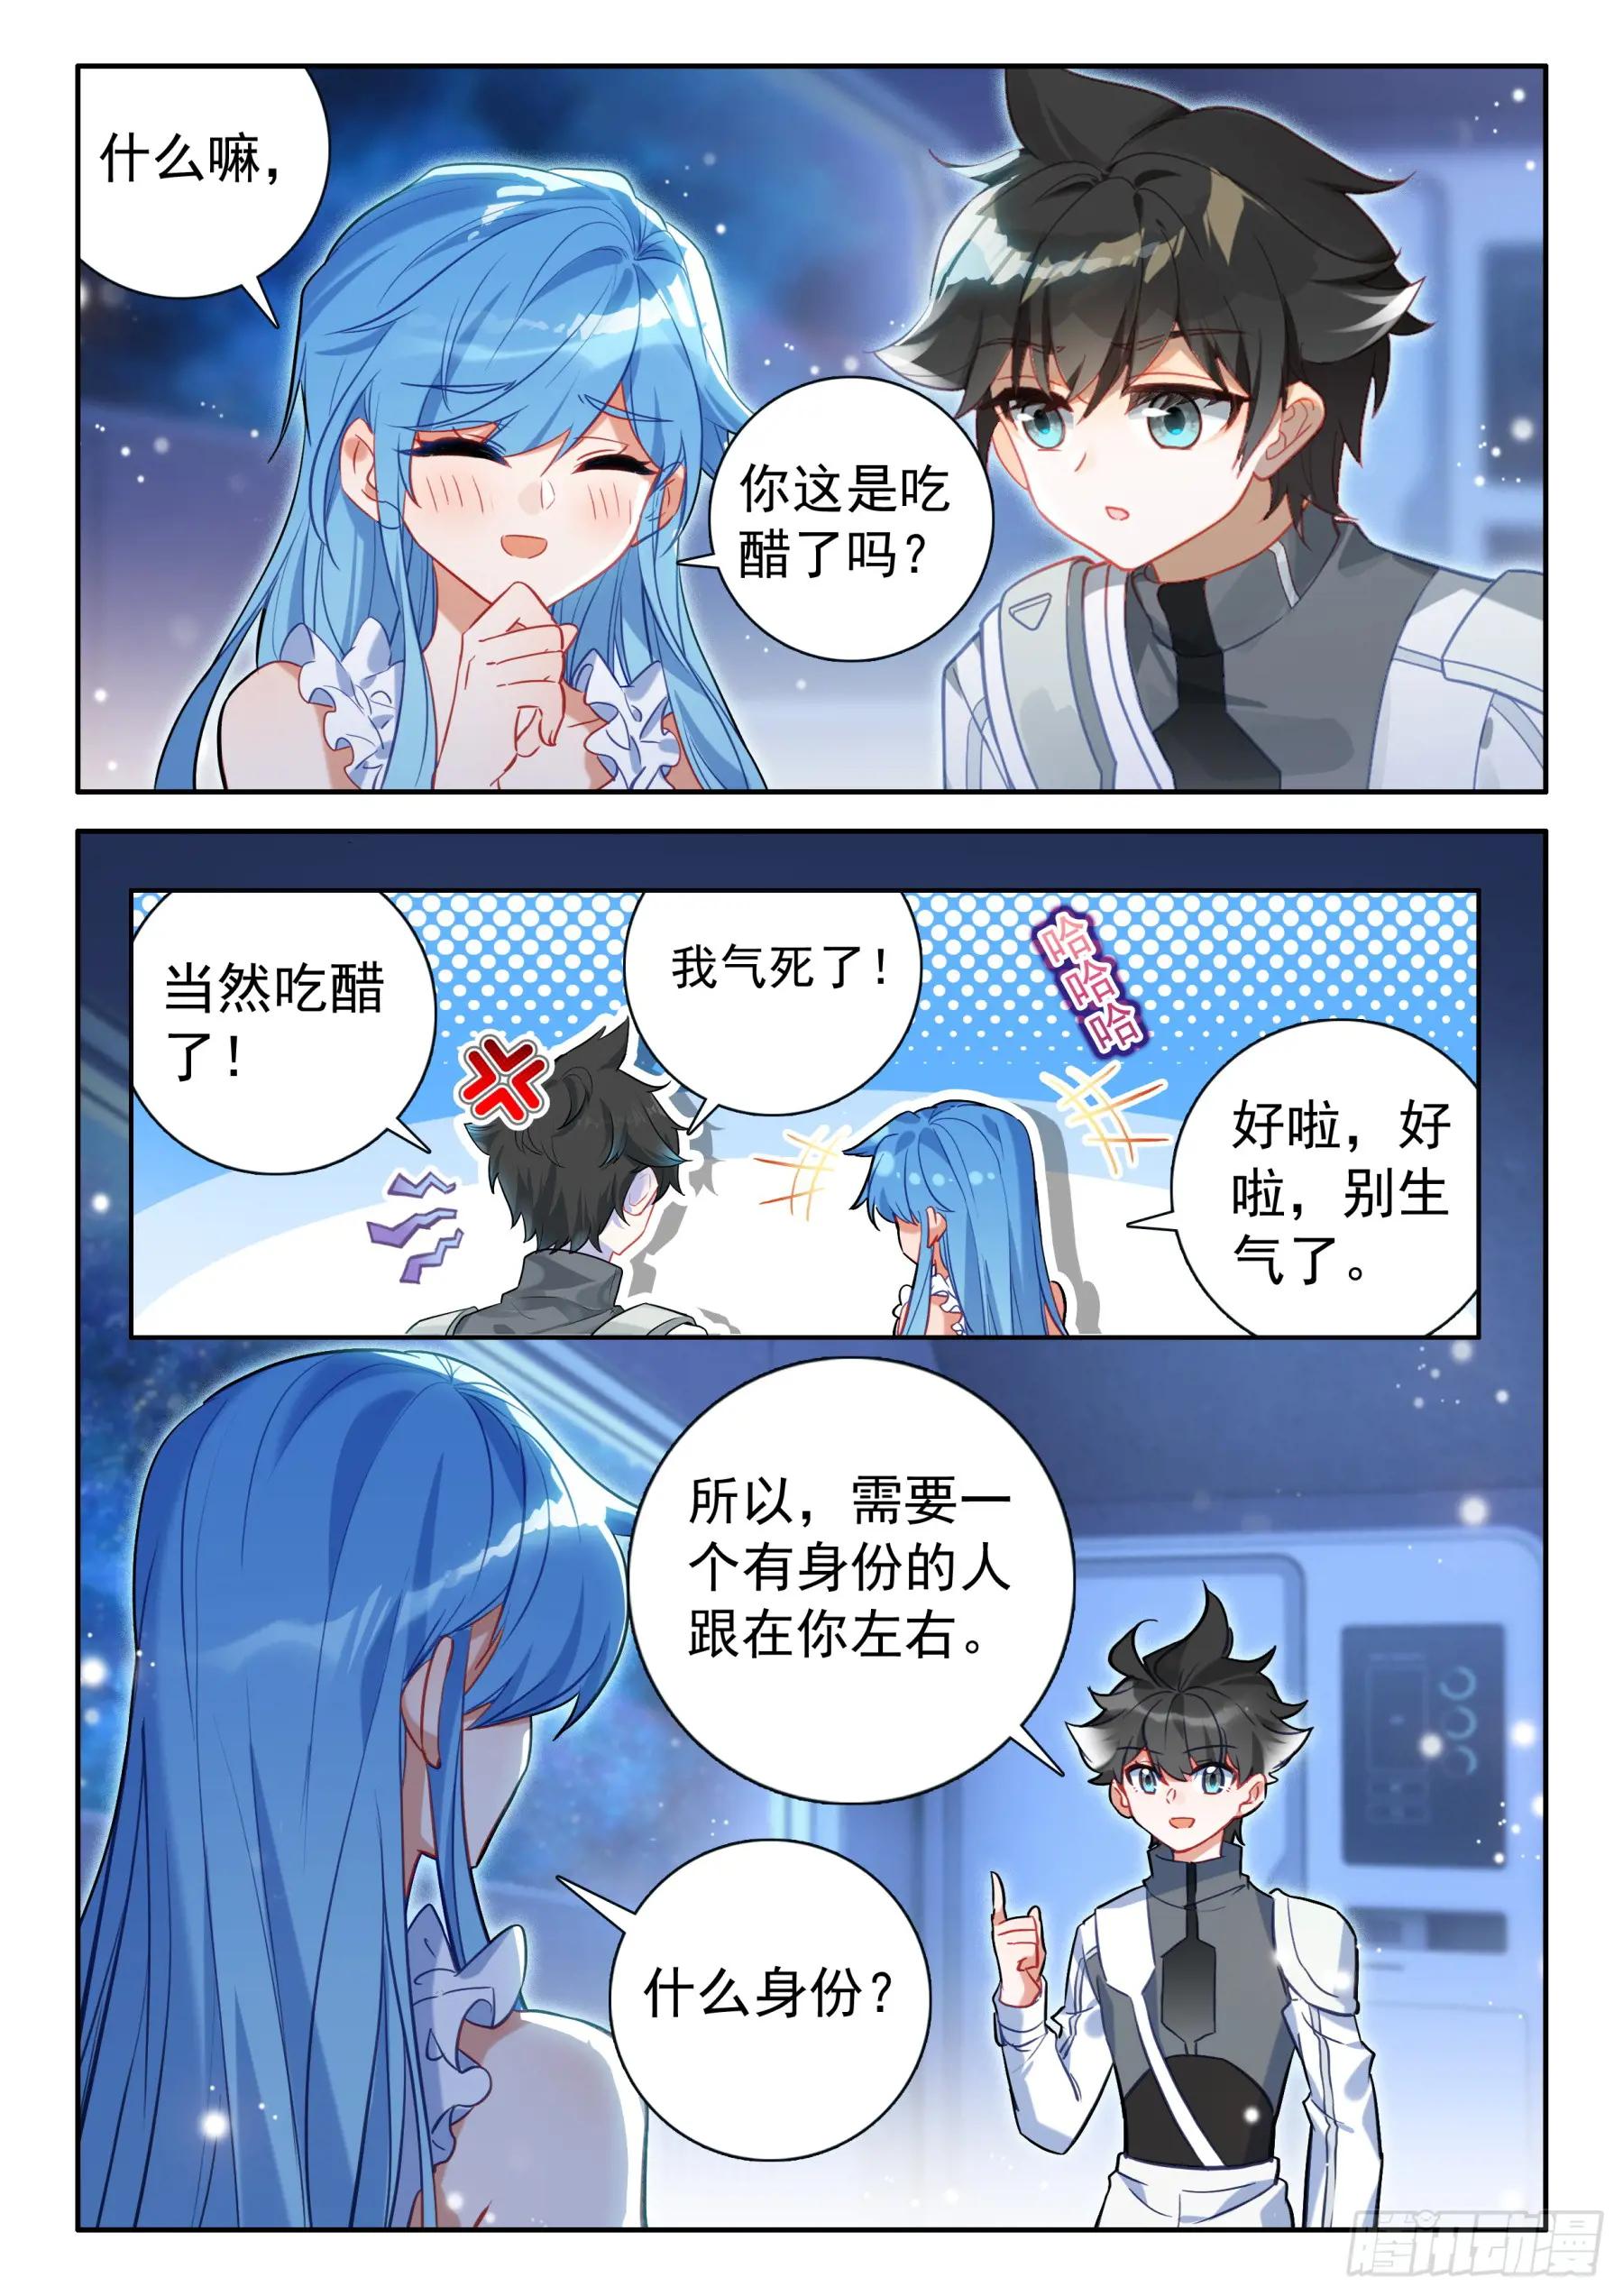 什么嘛，
你这是吃
醋了吗？
当然吃醋
了！
我气死了！
哈
哈
哈
好啦，好
啦，别生
气了。
所以，需要一
个有身份的人
跟在你左右。
什么身份？
腾讯动漫